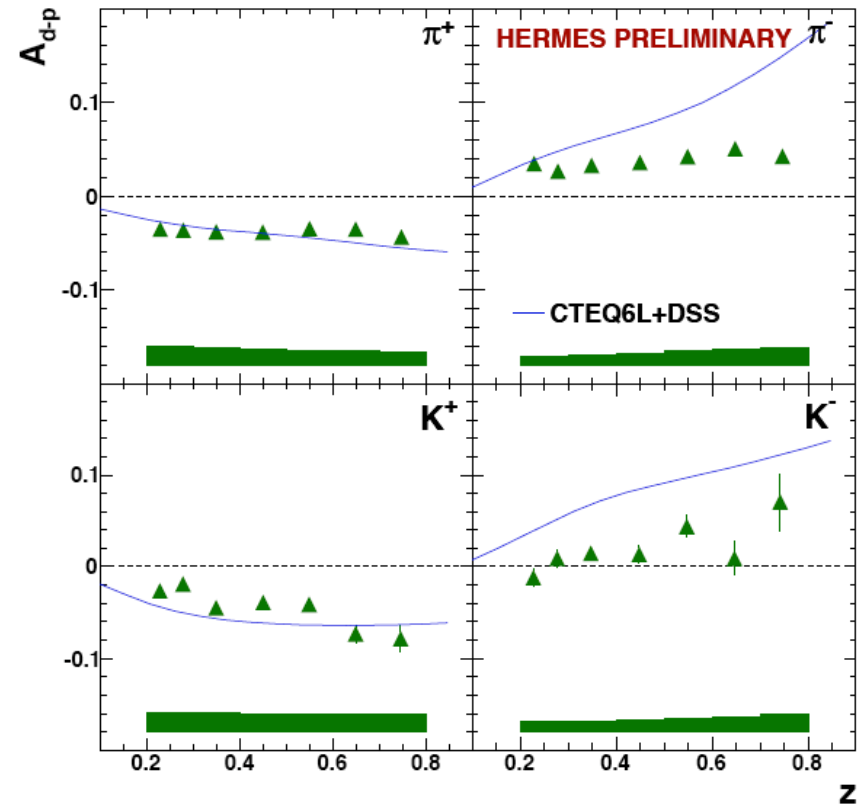 A_{d-p}
π⁺
HERMES PRELIMINARY π⁻
0.1
0
-0.1
CTEQ6L+DSS
K⁺
K⁻
0.1
0
-0.1
0.2 0.4 0.6 0.8 0.2 0.4 0.6 0.8
z